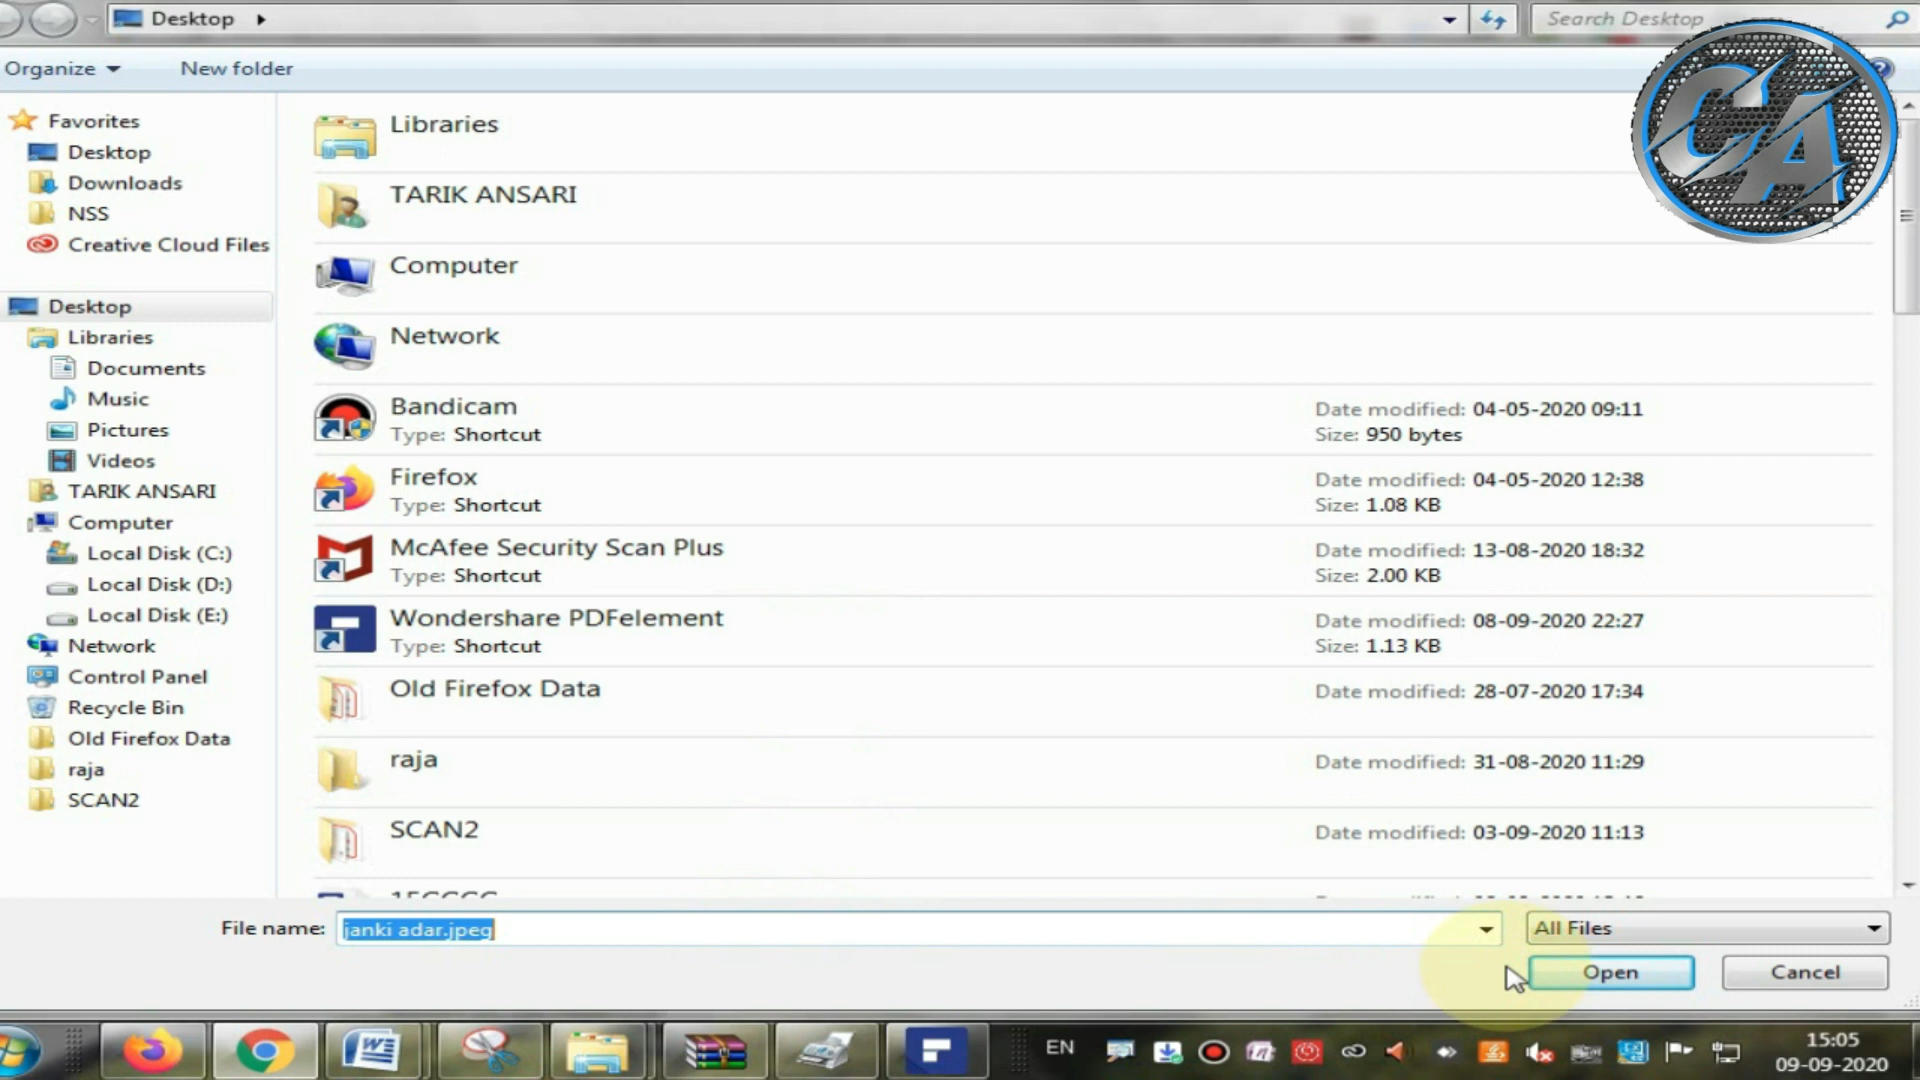 Desktop
Search Desktop
Organize
New folder
CA
Favorites
Desktop
Downloads
NSS
Creative Cloud Files
Desktop
Libraries
Documents
Music
Pictures
Videos
TARIK ANSARI
Computer
Local Disk (C:)
Local Disk (D:)
Local Disk (E:)
Network
Control Panel
Recycle Bin
Old Firefox Data
raja
SCAN2
Libraries
TARIK ANSARI
Computer
Network
Bandicam
Type: Shortcut
Date modified: 04-05-2020 09:11
Size: 950 bytes
Firefox
Type: Shortcut
Date modified: 04-05-2020 12:38
Size: 1.08 KB
McAfee Security Scan Plus
Type: Shortcut
Date modified: 13-08-2020 18:32
Size: 2.00 KB
Wondershare PDFelement
Type: Shortcut
Date modified: 08-09-2020 22:27
Size: 1.13 KB
Old Firefox Data
Date modified: 28-07-2020 17:34
raja
Date modified: 31-08-2020 11:29
SCAN2
Date modified: 03-09-2020 11:13
File name: janki adar.jpeg
All Files
Open
Cancel
EN
15:05
09-09-2020